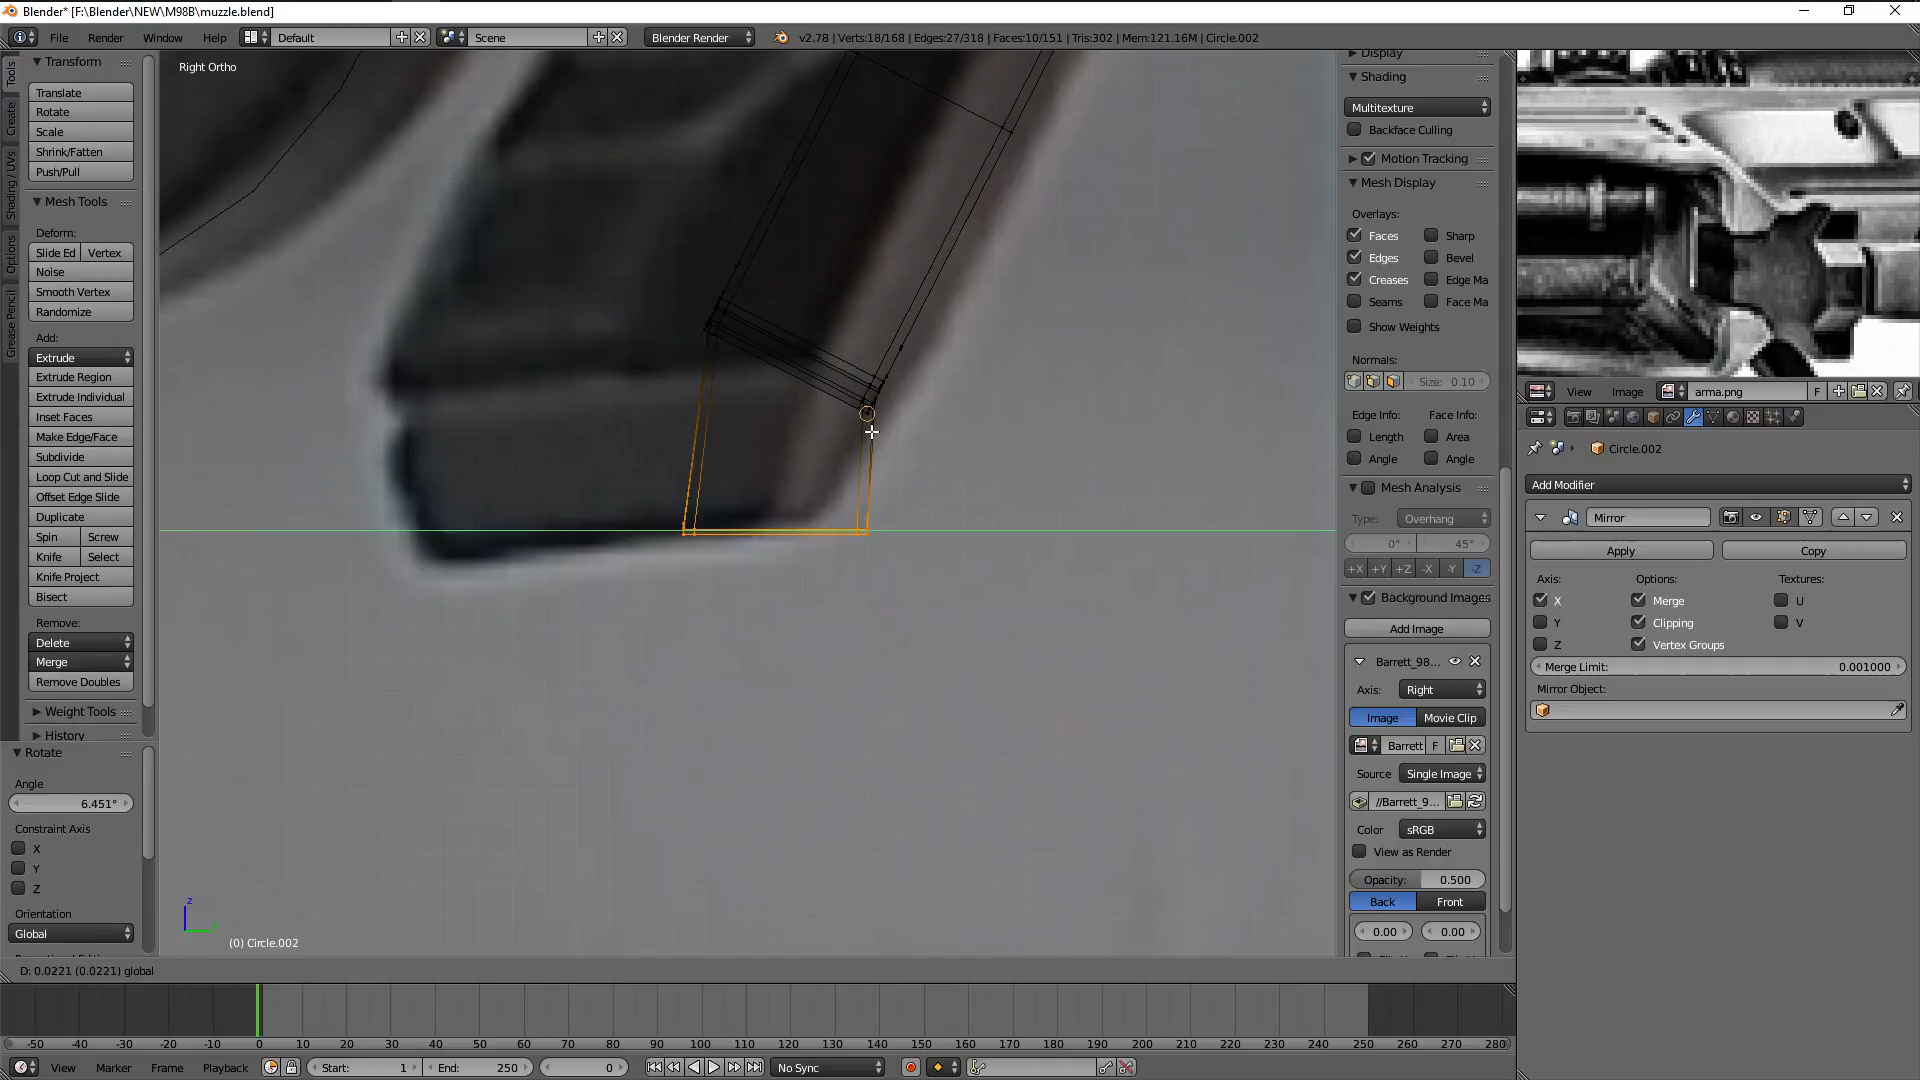 Blender* [F:\Blender\NEW\M98B\muzzle.blend]
File Render Window Help Default Scene Blender Render v2.78 | Verts:18/168 | Edges:27/318 | Faces:10/151 | Tris:302 | Mem:121.16M | Circle.002
Tools
Create
Shading / UVs
Options
Grease Pencil
Transform
Translate
Rotate
Scale
Shrink/Fatten
Push/Pull
Mesh Tools
Deform:
Slide Ed Vertex
Noise
Smooth Vertex
Randomize
Add:
Extrude
Extrude Region
Extrude Individual
Inset Faces
Make Edge/Face
Subdivide
Loop Cut and Slide
Offset Edge Slide
Duplicate
Spin Screw
Knife Select
Knife Project
Bisect
Remove:
Delete
Merge
Remove Doubles
Weight Tools
History
Rotate
Angle
6.451°
Constraint Axis
X
Y
Z
Orientation
Global
Right Ortho
z
(0) Circle.002
D: 0.0221 (0.0221) global
Display
Shading
Multitexture
Backface Culling
Motion Tracking
Mesh Display
Overlays:
Faces Sharp
Edges Bevel
Creases Edge Ma
Seams Face Ma
Show Weights
Normals:
Size: 0.10
Edge Info: Face Info:
Length Area
Angle Angle
Mesh Analysis
Type: Overhang
0° 45°
+X +Y +Z -X -Y -Z
Background Images
Add Image
Barrett_98...
Axis: Right
Image Movie Clip
Barrett F
Source Single Image
//Barrett_9...
Color sRGB
View as Render
Opacity: 0.500
Back Front
0.00 0.00
View Image arma.png F
Circle.002
Add Modifier
Mirror
Apply Copy
Axis: Options: Textures:
X Merge U
Y Clipping V
Z Vertex Groups
Merge Limit: 0.001000
Mirror Object:
-50 -40 -30 -20 -10 0 10 20 30 40 50 60 70 80 90 100 110 120 130 140 150 160 170 180 190 200 210 220 230 240 250 260 270 280
View Marker Frame Playback Start: 1 End: 250 0 No Sync